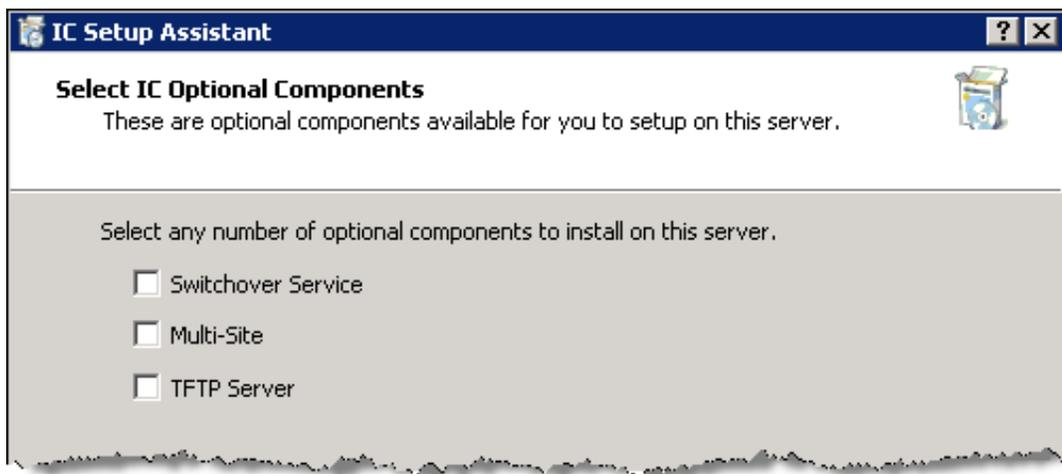 IC Setup Assistant
Select IC Optional Components
These are optional components available for you to setup on this server.
Select any number of optional components to install on this server.
Switchover Service
Multi-Site
TFTP Server